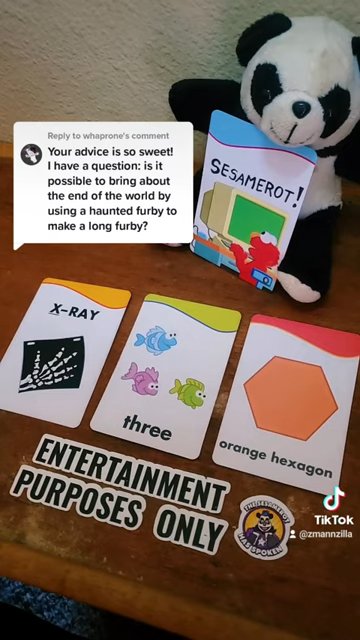 Reply to whaprone's comment
Your advice is so sweet!
I have a question: is it
possible to bring about
the end of the world by
using a haunted furby to
make a long furby?
SESAMEROT!
X-RAY
three
orange hexagon
ENTERTAINMENT
PURPOSES ONLY
THE SESAMEROT
HAS SPOKEN
TikTok
@zmannzilla